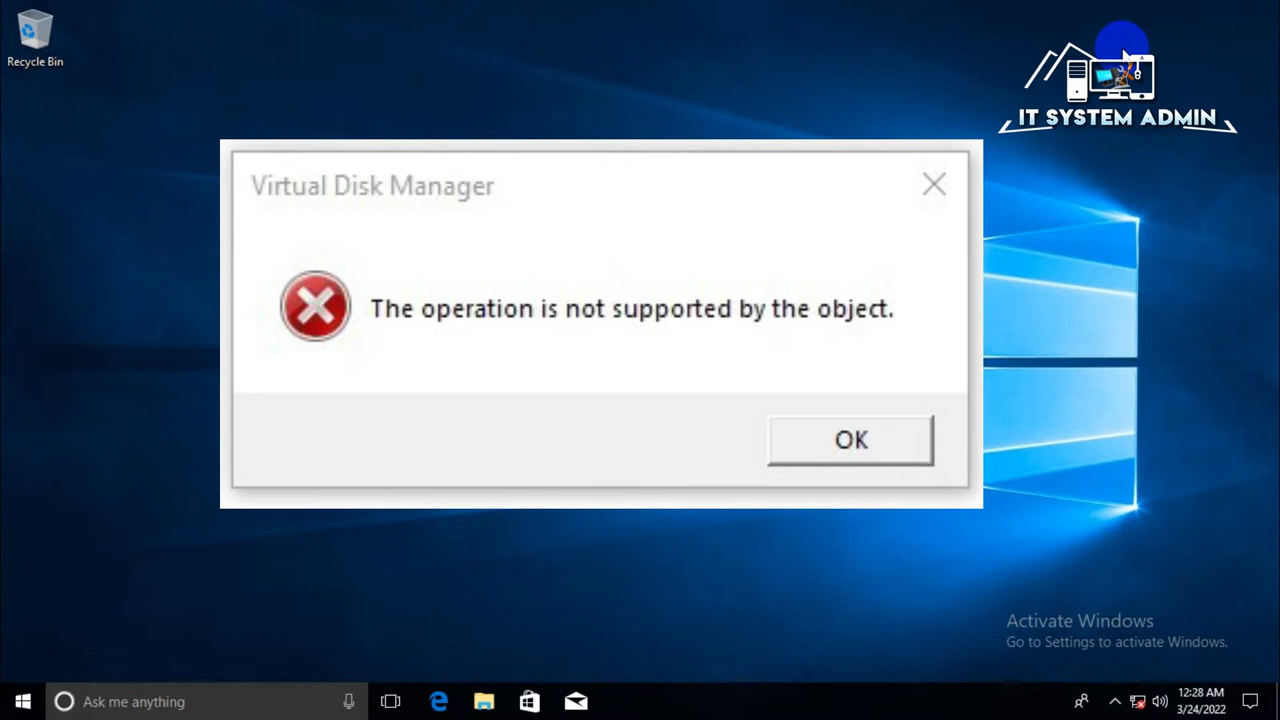 Recycle Bin
IT SYSTEM ADMIN
Virtual Disk Manager
The operation is not supported by the object.
OK
Activate Windows
Go to Settings to activate Windows.
Ask me anything
12:28 AM
3/24/2022